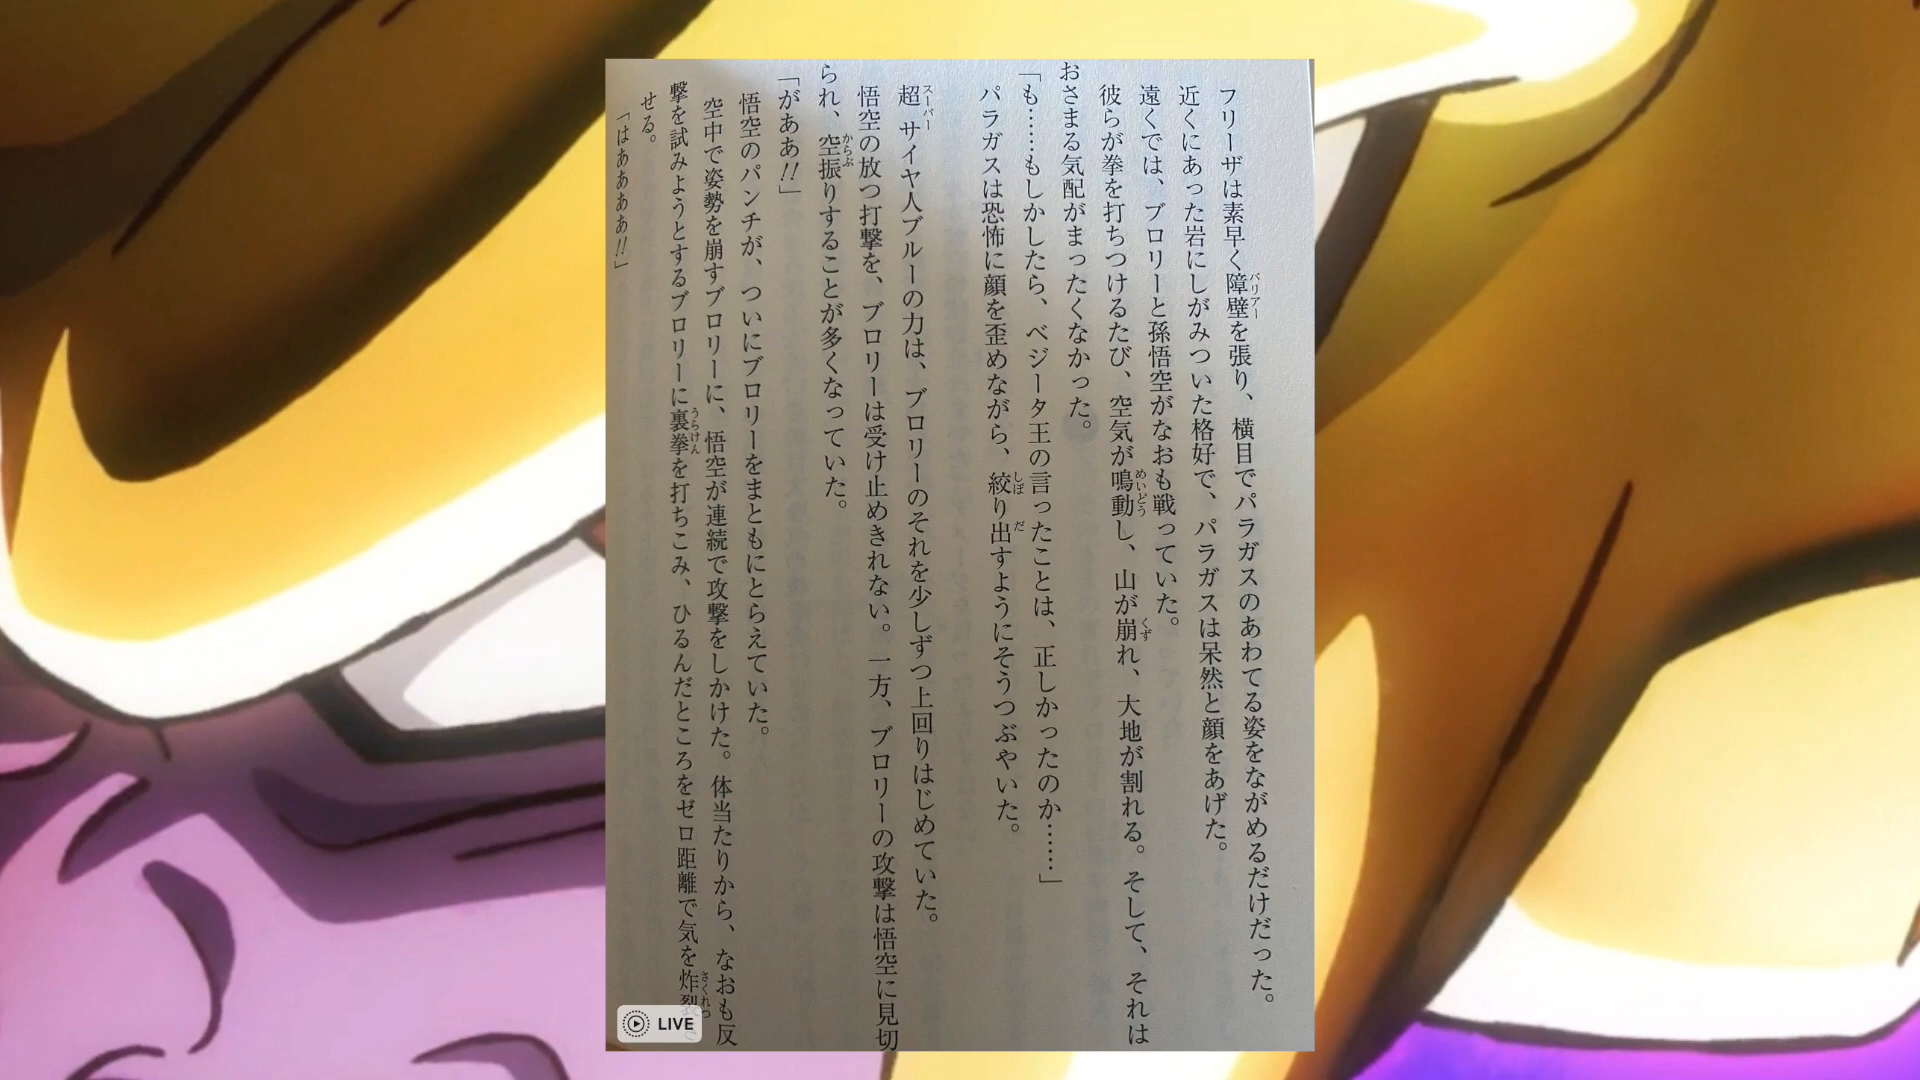 フリーザは素早く障壁を張り、横目でパラガスのあわてる姿をながめるだけだった。
近くにあった岩にしがみついた格好で、パラガスは呆然と顔をあげた。
遠くでは、ブロリーと孫悟空がなおも戦っていた。
彼らが拳を打ちつけるたび、空気が鳴動し、山が崩れ、大地が割れる。そして、それは
おさまる気配がまったくなかった。
「も……もしかしたら、ベジータ王の言ったことは、正しかったのか……」
パラガスは恐怖に顔を歪めながら、絞り出すようにそうつぶやいた。
超サイヤ人ブルーの力は、ブロリーのそれを少しずつ上回りはじめていた。
悟空の放つ打撃を、ブロリーは受け止めきれない。一方、ブロリーの攻撃は悟空に見切
られ、空振りすることが多くなっていた。
「がああ!!」
悟空のパンチが、ついにブロリーをまともにとらえていた。
空中で姿勢を崩すブロリーに、悟空が連続で攻撃をしかけた。体当たりから、なおも反
撃を試みようとするブロリーに裏拳を打ちこみ、ひるんだところをゼロ距離で気を炸裂さ
せる。
「はああああ!!」
LIVE